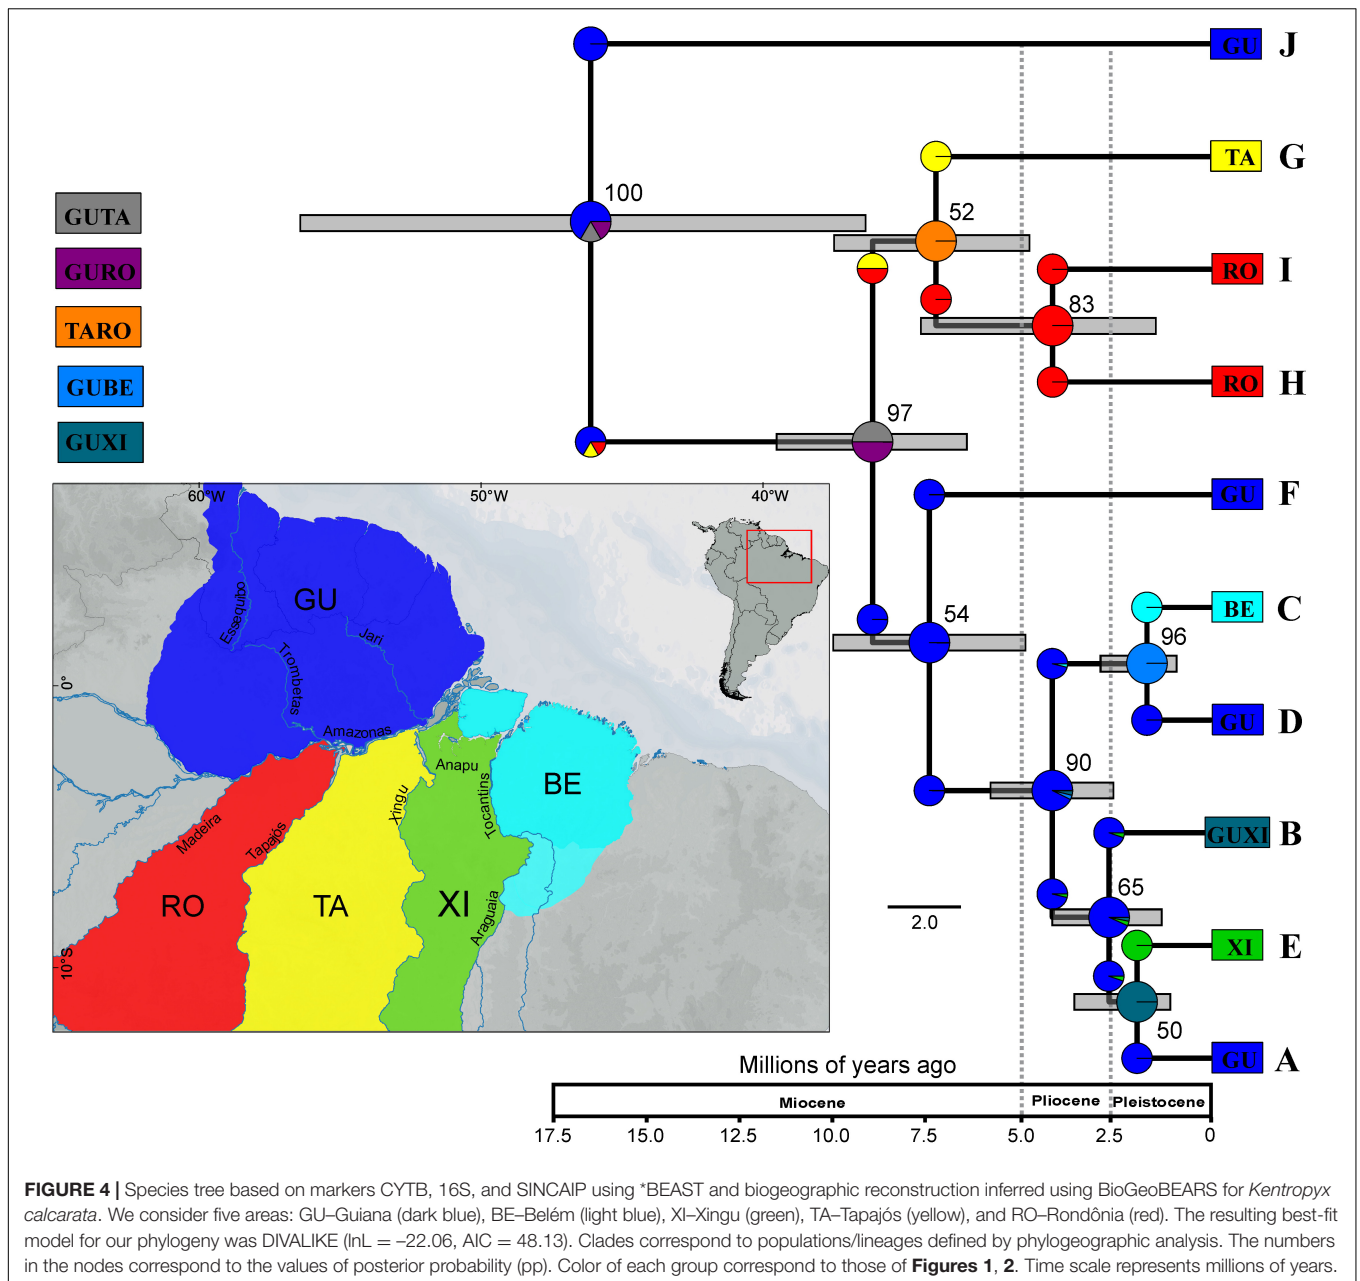 GU J
TA G
100
52
GUTA
GURO
RO I
TARO
83
GUBE
RO H
97
GUXI
60°W 50°W 40°W
GU F
GU
Essequibo
BE C
Jari
54
96
Trombetas
0°
GU D
Amazonas
Anapu
90
BE
Xingu
Tocantins
Madeira
Tapajós
GUXI B
RO TA XI
2.0
65
Araguaia
XI E
10°S
50
GU A
Millions of years ago
Miocene Pliocene Pleistocene
17.5 15.0 12.5 10.0 7.5 5.0 2.5 0
FIGURE 4 | Species tree based on markers CYTB, 16S, and SINCAIP using *BEAST and biogeographic reconstruction inferred using BioGeoBEARS for Kentropyx
calcarata. We consider five areas: GU–Guiana (dark blue), BE–Belém (light blue), XI–Xingu (green), TA–Tapajós (yellow), and RO–Rondônia (red). The resulting best-fit
model for our phylogeny was DIVALIKE (lnL = –22.06, AIC = 48.13). Clades correspond to populations/lineages defined by phylogeographic analysis. The numbers
in the nodes correspond to the values of posterior probability (pp). Color of each group correspond to those of Figures 1, 2. Time scale represents millions of years.